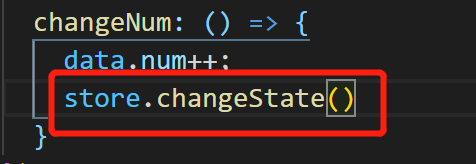 changeNum: () => {
data.num++;
store.changeState()
}